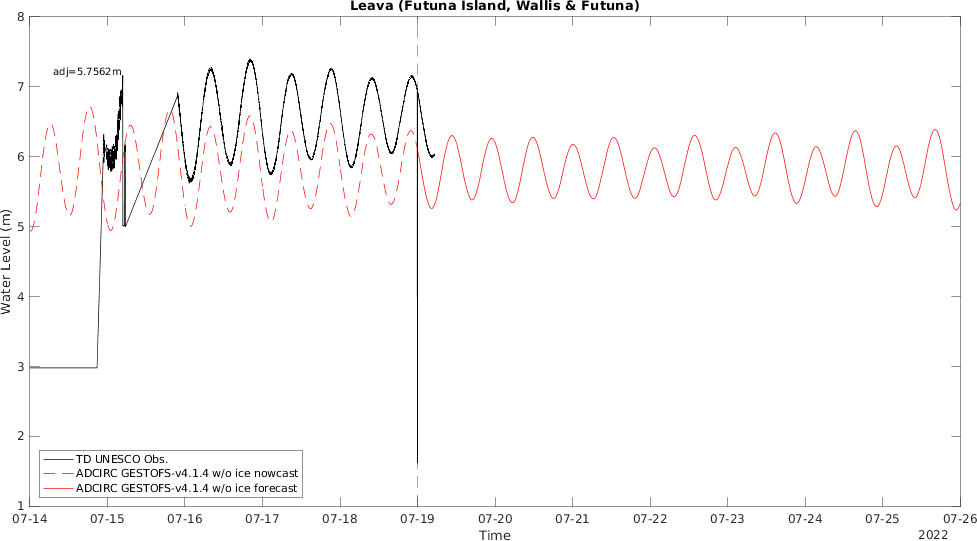 Leava (Futuna Island, Wallis & Futuna)
8
7
6
5
4
3
2
1
Water Level (m)
adj=5.7562m
TD UNESCO Obs.
ADCIRC GESTOFS-v4.1.4 w/o ice nowcast
ADCIRC GESTOFS-v4.1.4 w/o ice forecast
07-14 07-15 07-16 07-17 07-18 07-19 07-20 07-21 07-22 07-23 07-24 07-25 07-26
Time
2022